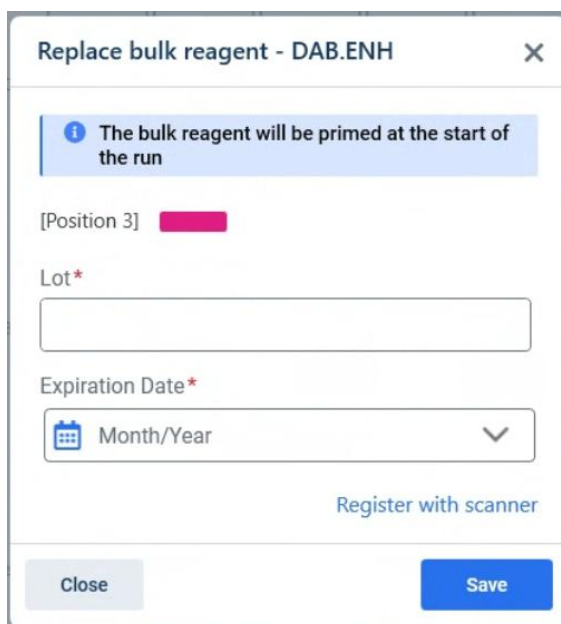 Replace bulk reagent - DAB.ENH
The bulk reagent will be primed at the start of
the run
[Position 3]
Lot*
Expiration Date*
Month/Year
Register with scanner
Close
Save